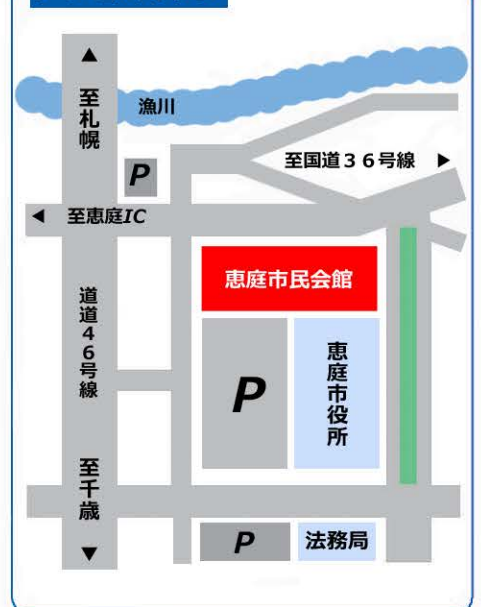 ▲
至札幌
漁川
P
至国道３６号線 ▶
◀ 至恵庭IC
恵庭市民会館
道道４６号線
P
恵庭市役所
至千歳
▼
P
法務局